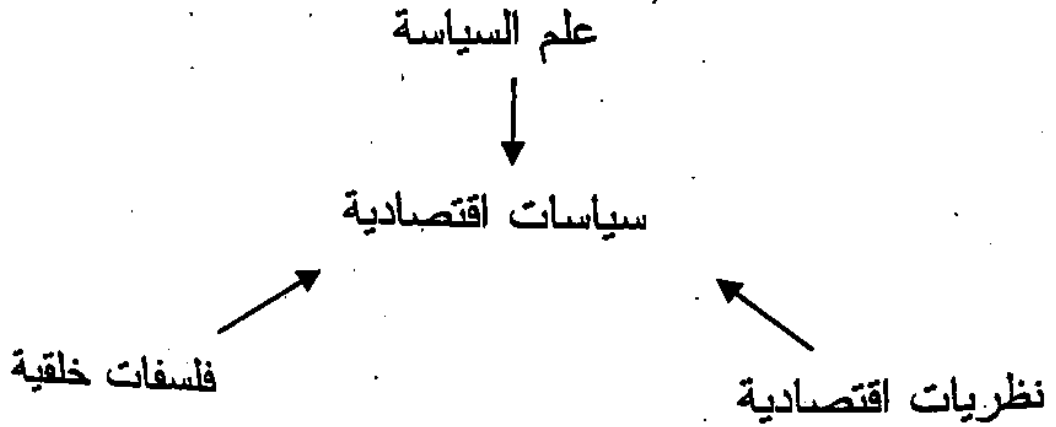 علم السياسة
سياسات اقتصادية
فلسفات خلقية
نظريات اقتصادية